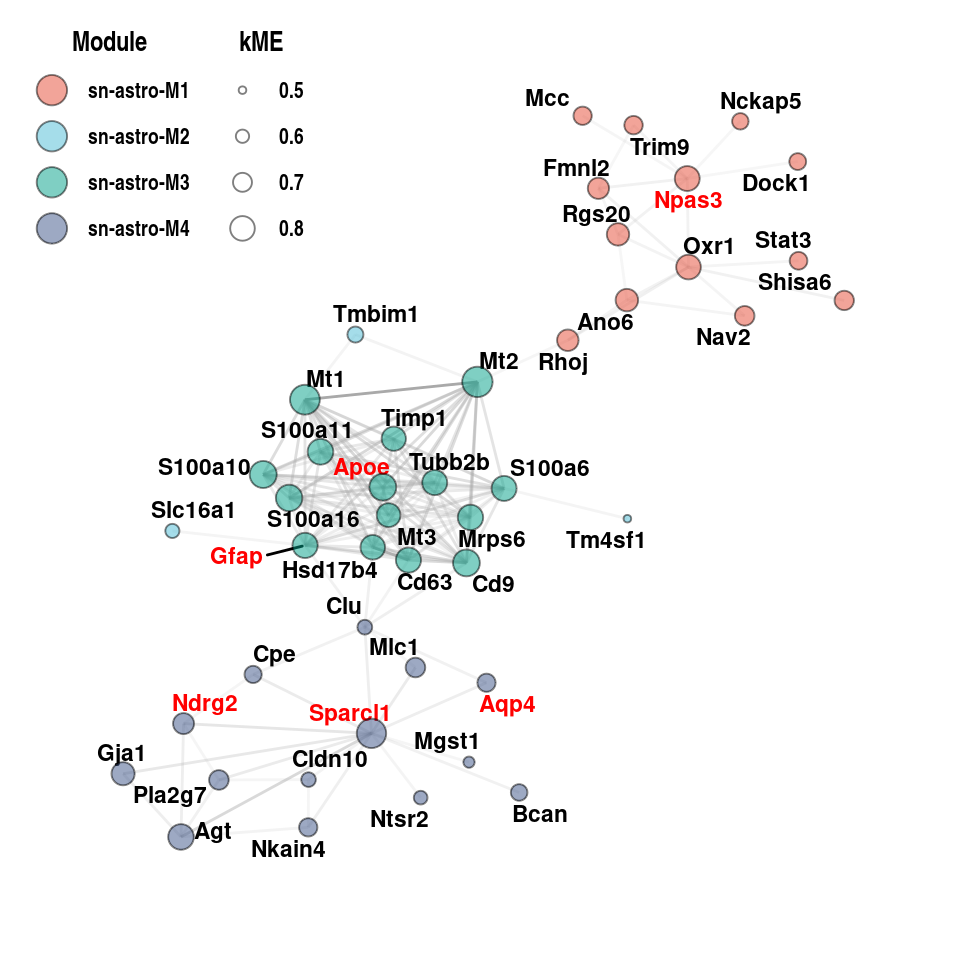 Module kME
sn-astro-M1 0.5
sn-astro-M2 0.6
sn-astro-M3 0.7
sn-astro-M4 0.8
Mcc
Nckap5
Trim9
Fmnl2
Dock1
Npas3
Rgs20
Oxr1
Stat3
Shisa6
Ano6
Nav2
Rhoj
Tmbim1
Mt2
Mt1
Timp1
S100a11
Apoe
Tubb2b
S100a10
S100a6
Slc16a1
S100a16
Mt3
Mrps6
Tm4sf1
Gfap
Hsd17b4
Cd63
Cd9
Clu
Mlc1
Cpe
Ndrg2
Sparcl1
Aqp4
Mgst1
Gja1
Cldn10
Pla2g7
Ntsr2
Bcan
Agt
Nkain4